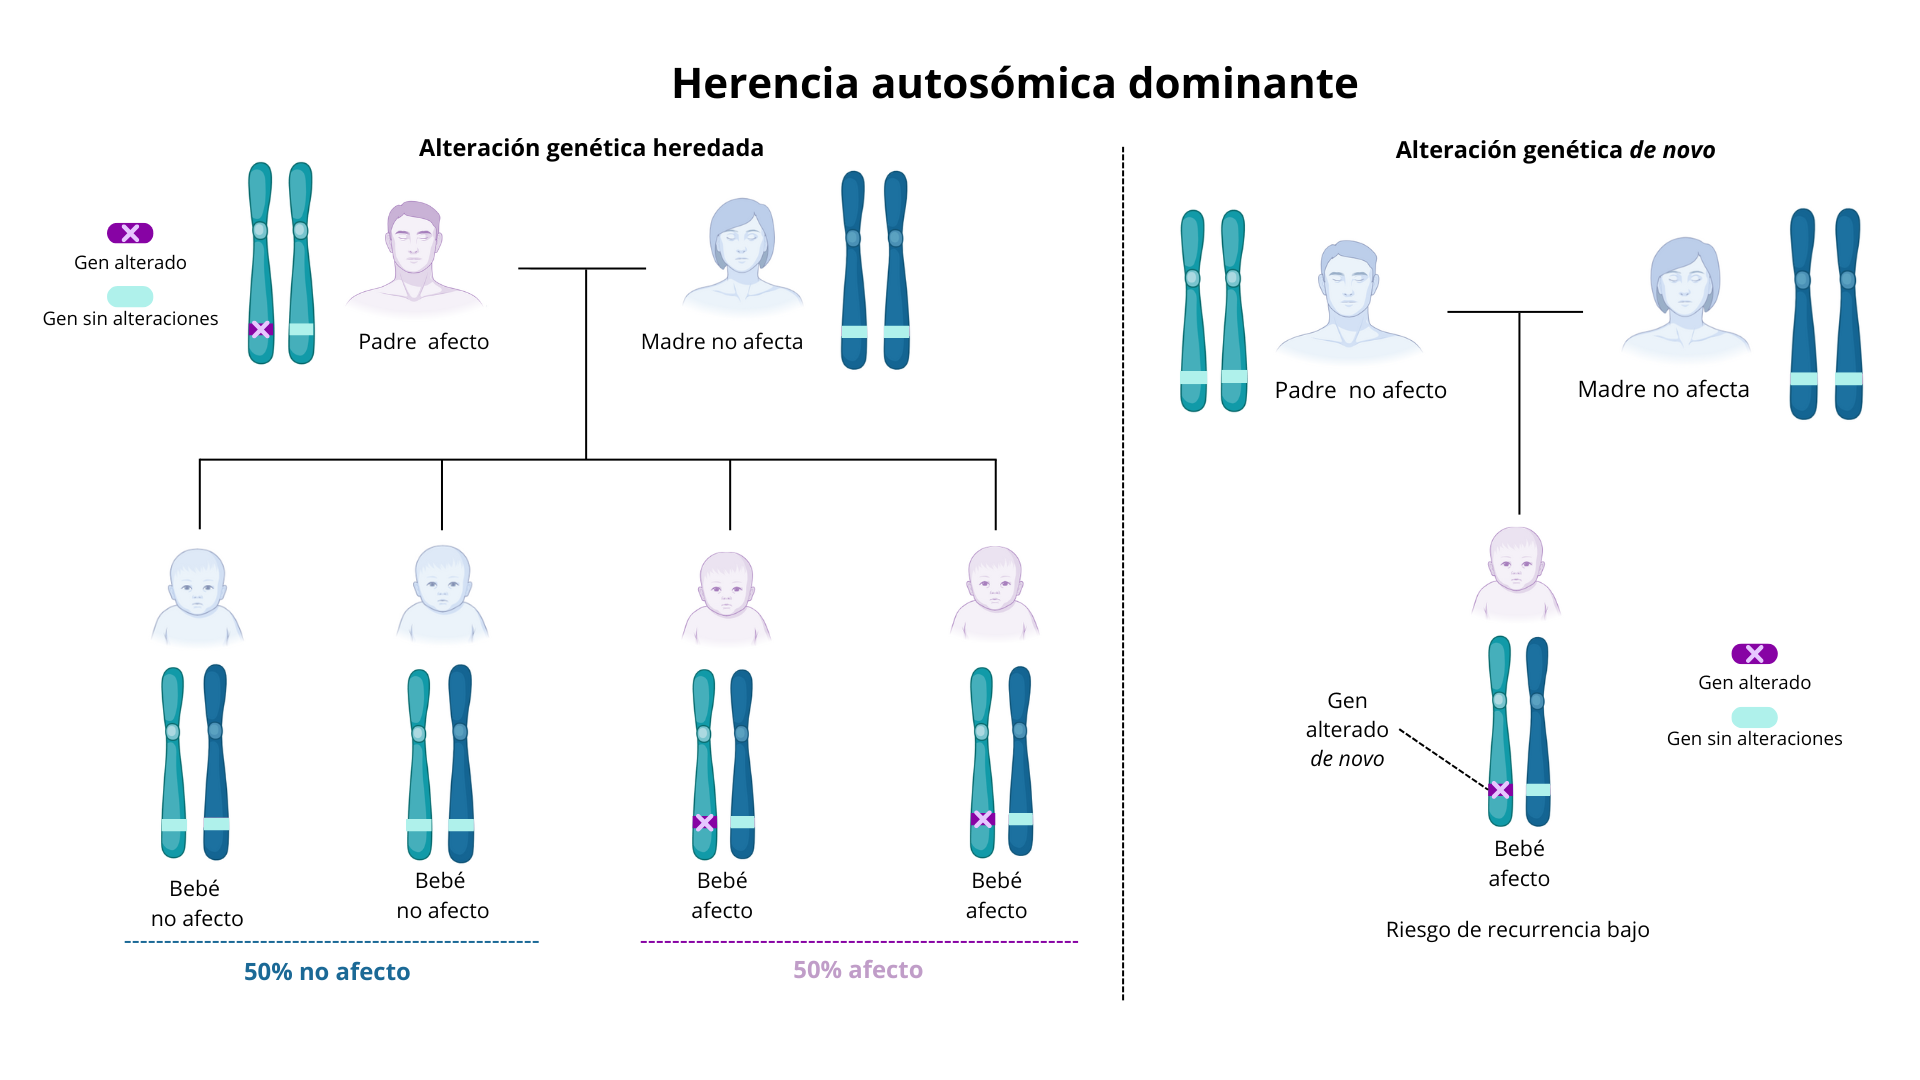 Herencia autosómica dominante
Alteración genética heredada
Gen alterado
Gen sin alteraciones
Padre  afecto
Madre no afecta
Bebé
no afecto
Bebé
no afecto
Bebé
afecto
Bebé
afecto
50% no afecto
50% afecto
Alteración genética de novo
Padre  no afecto
Madre no afecta
Gen
alterado
de novo
Gen alterado
Gen sin alteraciones
Bebé
afecto
Riesgo de recurrencia bajo